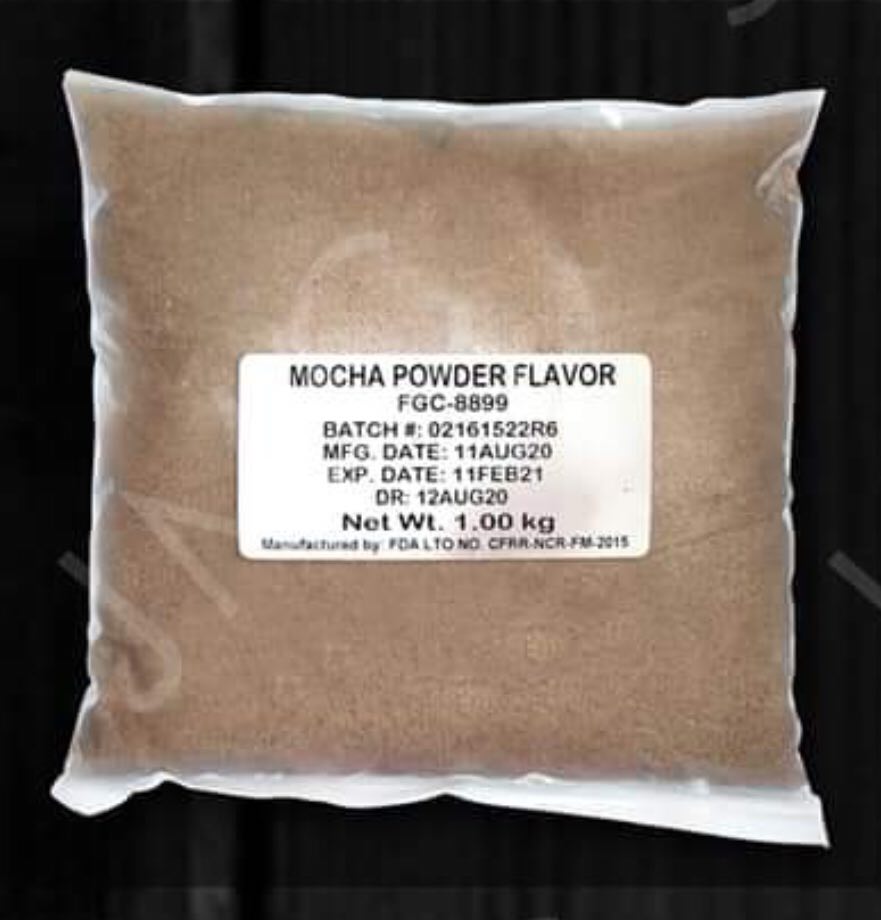 MOCHA POWDER FLAVOR
FGC-8899
BATCH #: 02161522R6
MFG. DATE: 11AUG20
EXP. DATE: 11FEB21
DR: 12AUG20
Net Wt. 1.00 kg
Manufactured by: FDA LTO NO. CFRR-NCR-FM-2015